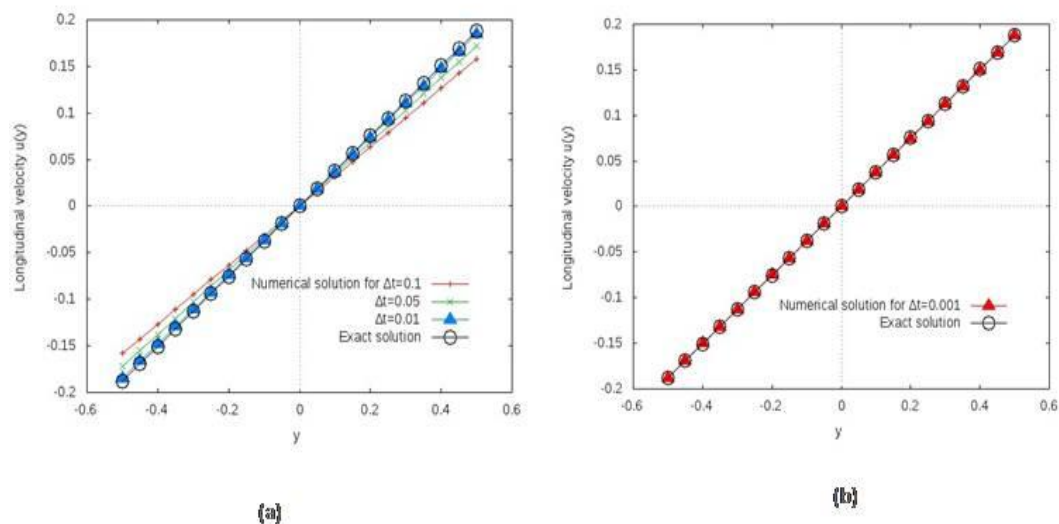 0.2
0.15
0.1
0.05
0
-0.05
-0.1
-0.15
-0.2
Longitudinal velocity u(y)
Numerical solution for Δt=0.1
Δt=0.05
Δt=0.01
Exact solution
-0.6 -0.4 -0.2 0 0.2 0.4 0.6
y
(a)
0.2
0.15
0.1
0.05
0
-0.05
-0.1
-0.15
-0.2
Longitudinal velocity u(y)
Numerical solution for Δt=0.001
Exact solution
-0.6 -0.4 -0.2 0 0.2 0.4 0.6
y
(b)